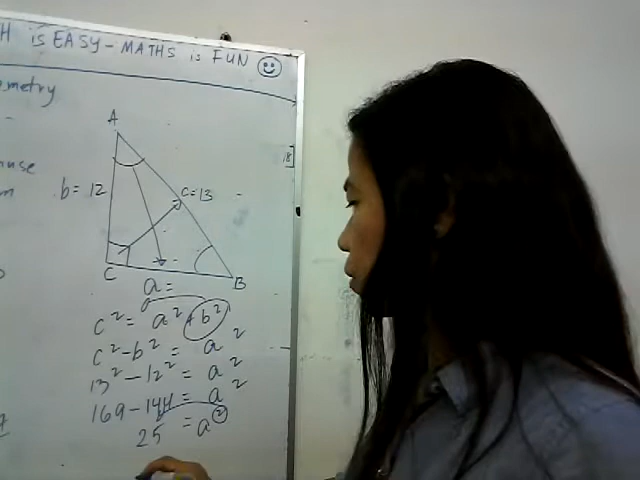 H is EASY - MATHS is FUN
ometry
A
b = 12
c = 13
C
B
a =
c² = a² + b²
c² - b² = a²
13² - 12² = a²
169 - 144 = a²
25 = a²